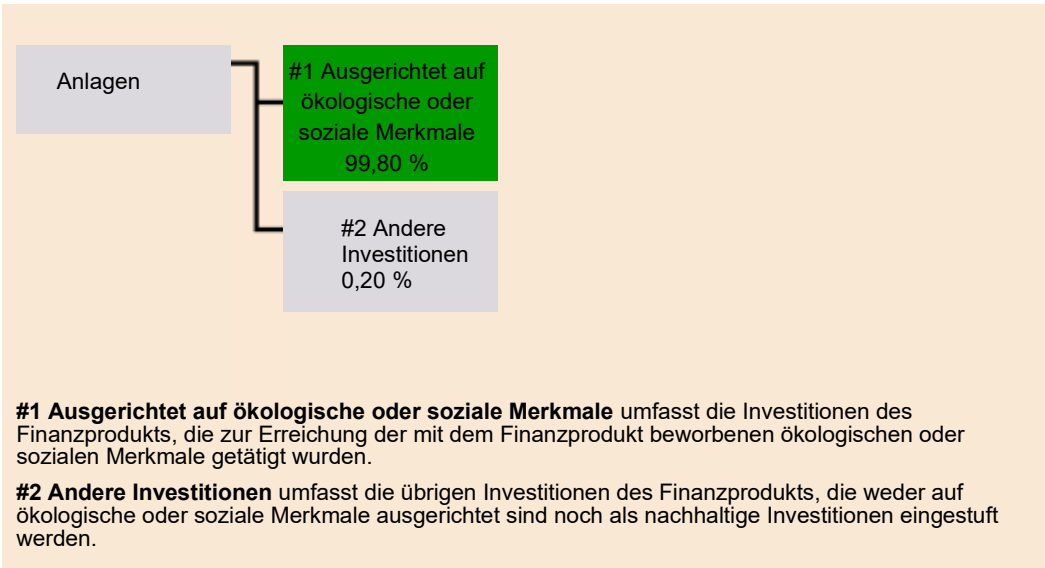 Anlagen
#1 Ausgerichtet auf
ökologische oder
soziale Merkmale
99,80 %
#2 Andere
Investitionen
0,20 %
#1 Ausgerichtet auf ökologische oder soziale Merkmale umfasst die Investitionen des
Finanzprodukts, die zur Erreichung der mit dem Finanzprodukt beworbenen ökologischen oder
sozialen Merkmale getätigt wurden.
#2 Andere Investitionen umfasst die übrigen Investitionen des Finanzprodukts, die weder auf
ökologische oder soziale Merkmale ausgerichtet sind noch als nachhaltige Investitionen eingestuft
werden.